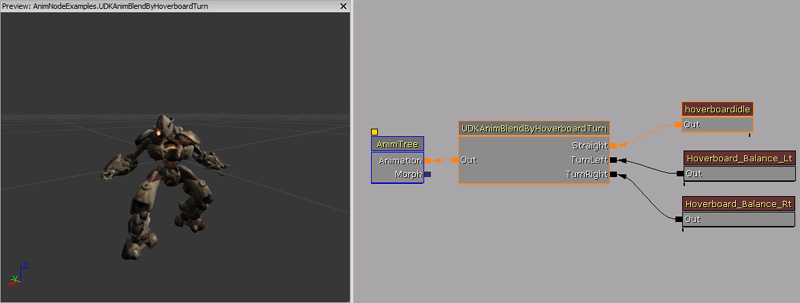 Preview: AnimNodeExamples.UDKAnimBlendByHoverboardTurn
Z
Y
X
AnimTree
Animation
Morph
UDKAnimBlendByHoverboardTurn
Out
Straight
TurnLeft
TurnRight
hoverboardidle
Out
Hoverboard_Balance_Lt
Out
Hoverboard_Balance_Rt
Out